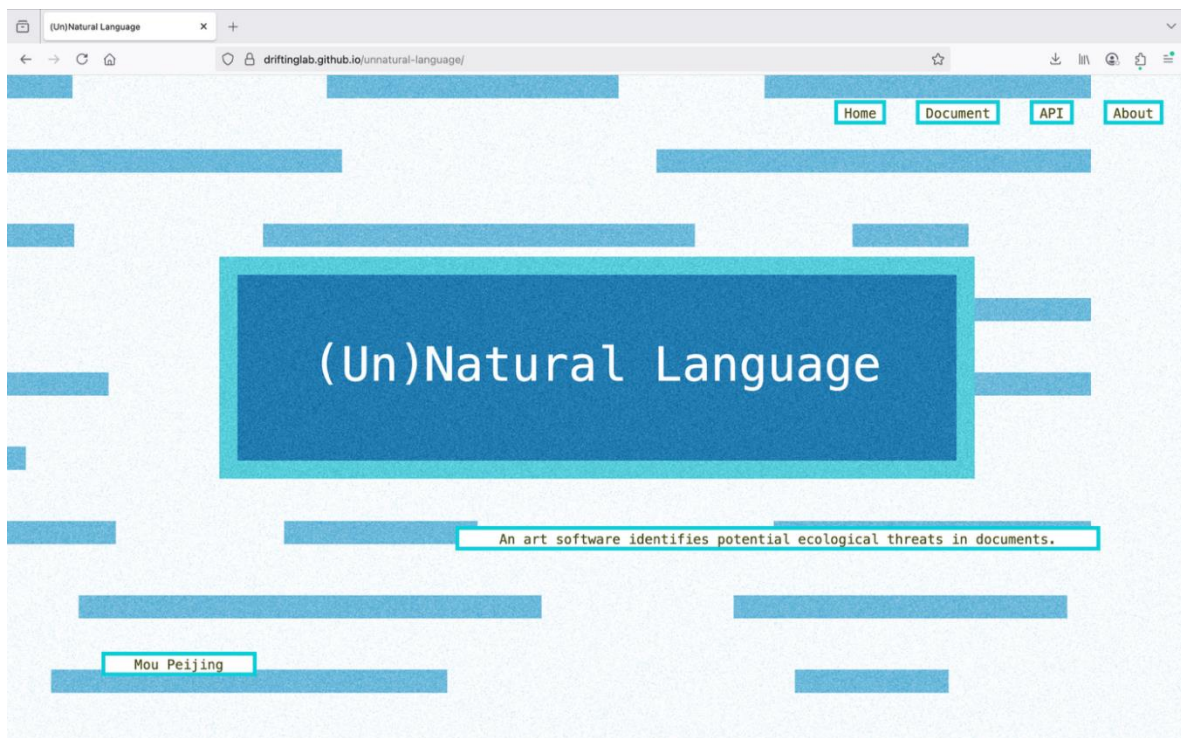 (Un)Natural Language
driftinglab.github.io/unnatural-language/
Home Document API About
(Un)Natural Language
An art software identifies potential ecological threats in documents.
Mou Peijing